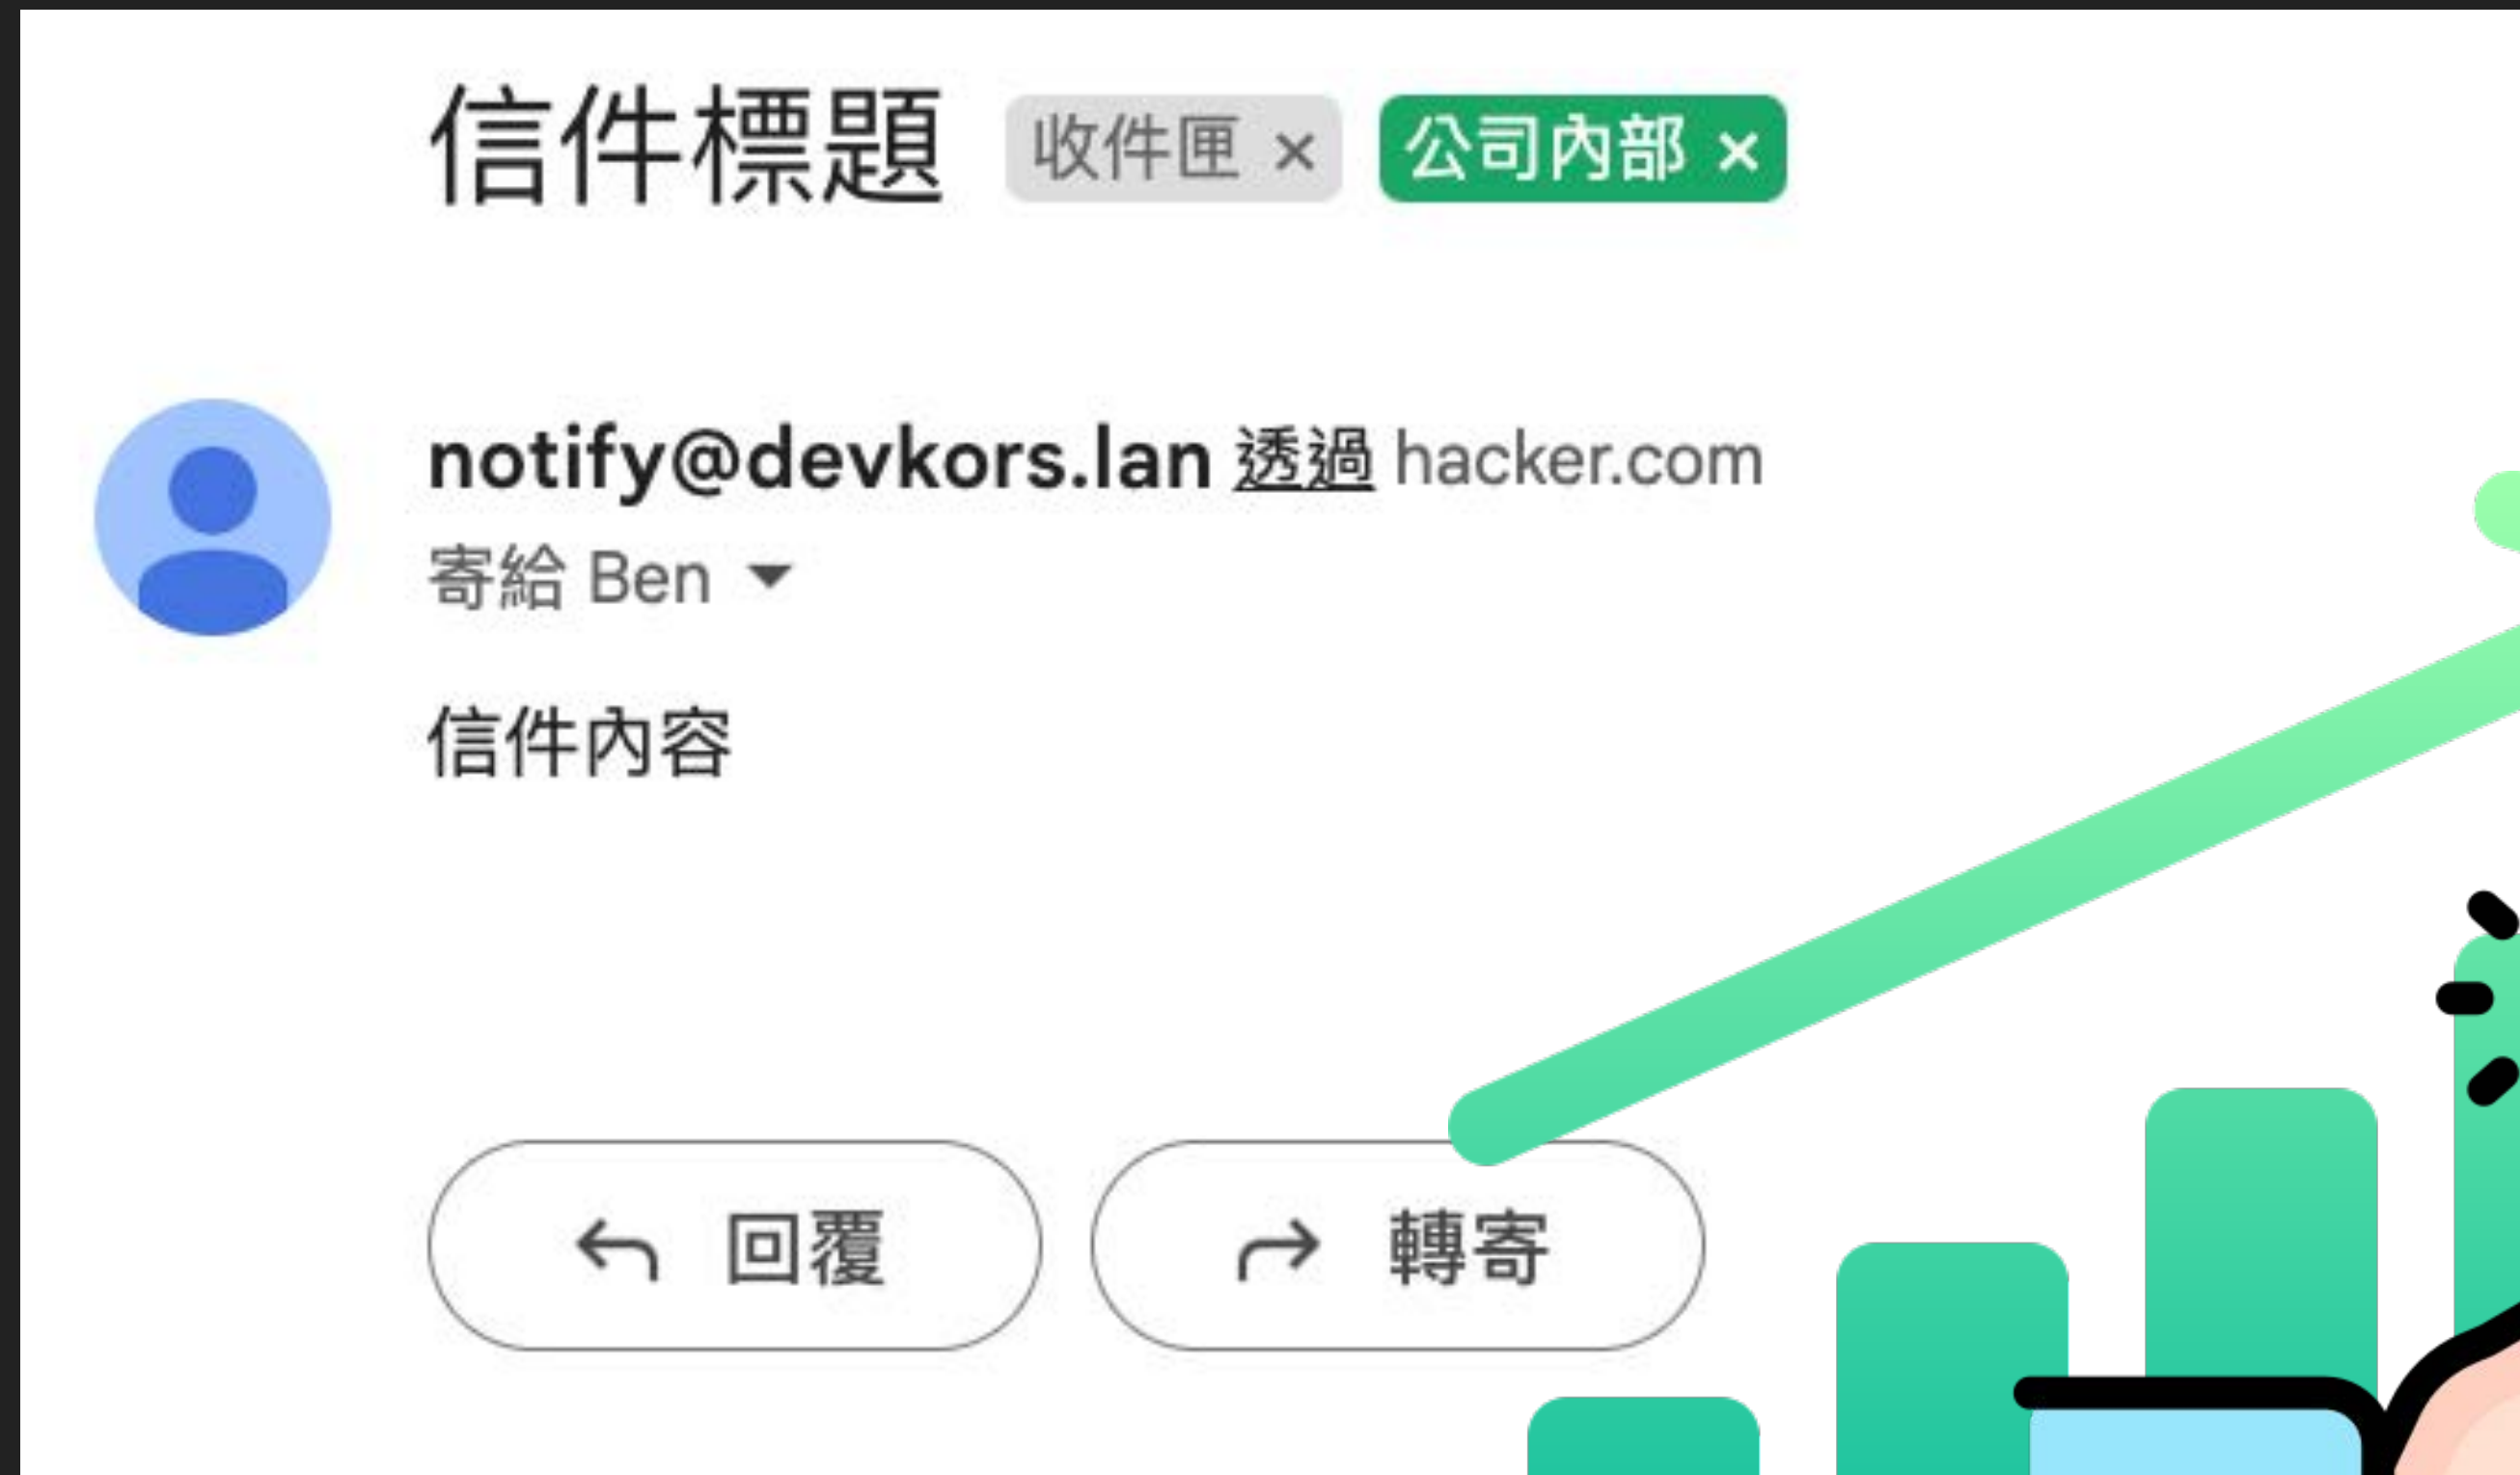 信件標題 收件匣 × 公司內部 ×
notify@devkors.lan 透過 hacker.com
寄給 Ben
信件內容
回覆 轉寄